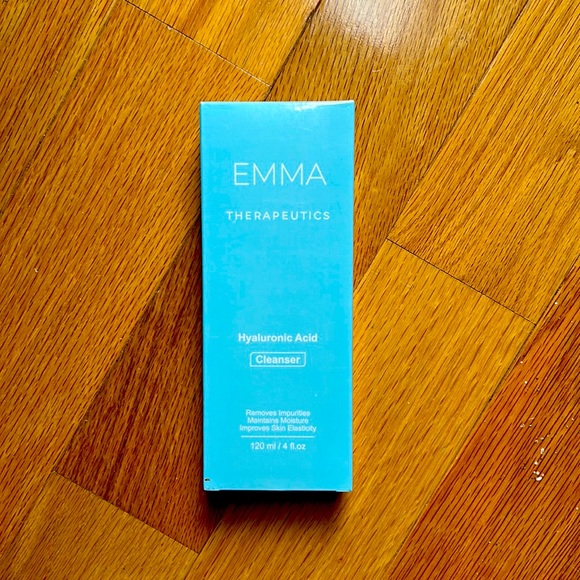 EMMA
THERAPEUTICS
Hyaluronic Acid
Cleanser
Removes Impurities
Maintains Moisture
Improves Skin Elasticity
120 ml / 4 fl.oz